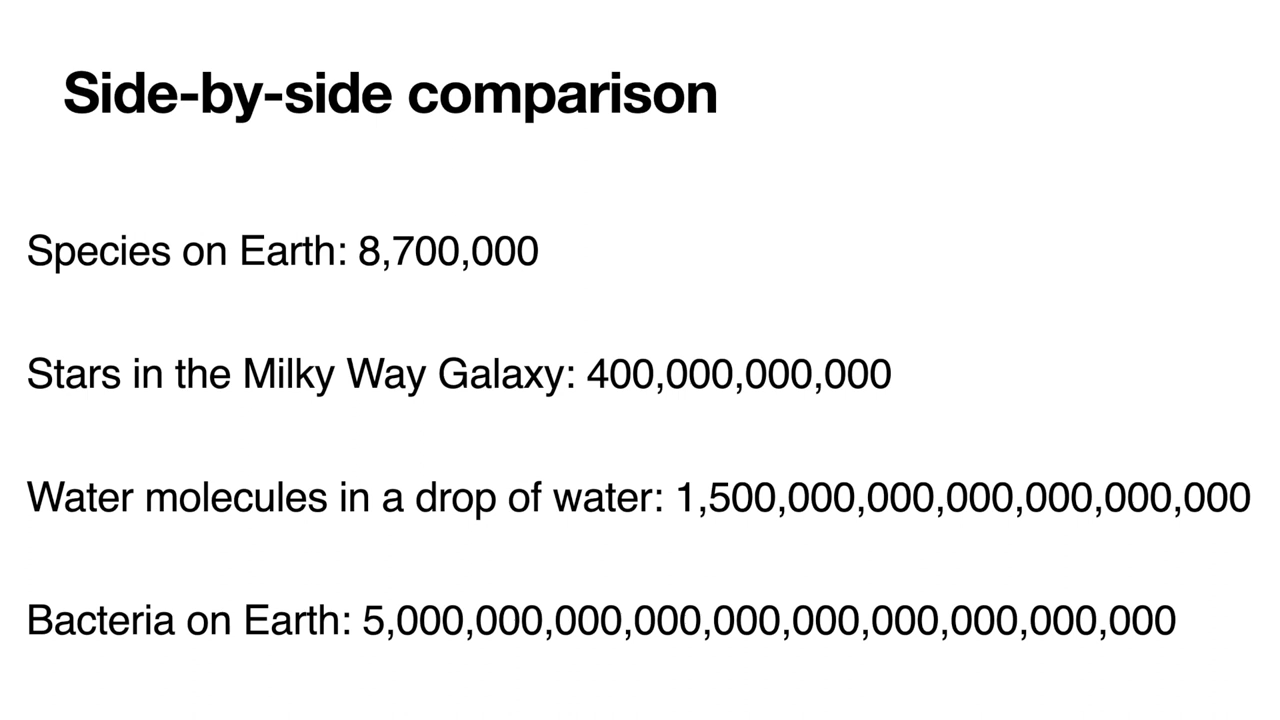 Side-by-side comparison
Species on Earth: 8,700,000
Stars in the Milky Way Galaxy: 400,000,000,000
Water molecules in a drop of water: 1,500,000,000,000,000,000,000
Bacteria on Earth: 5,000,000,000,000,000,000,000,000,000,000